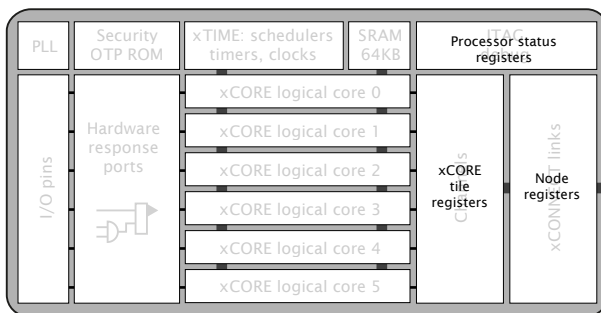 PLL
Security
OTP ROM
xTIME: schedulers
timers, clocks
SRAM
64KB
JTAG
debug
Processor status
registers
I/O pins
Hardware
response
ports
xCORE logical core 0
xCORE logical core 1
xCORE logical core 2
xCORE logical core 3
xCORE logical core 4
xCORE logical core 5
Channels
xCORE
tile
registers
xCONNECT links
Node
registers